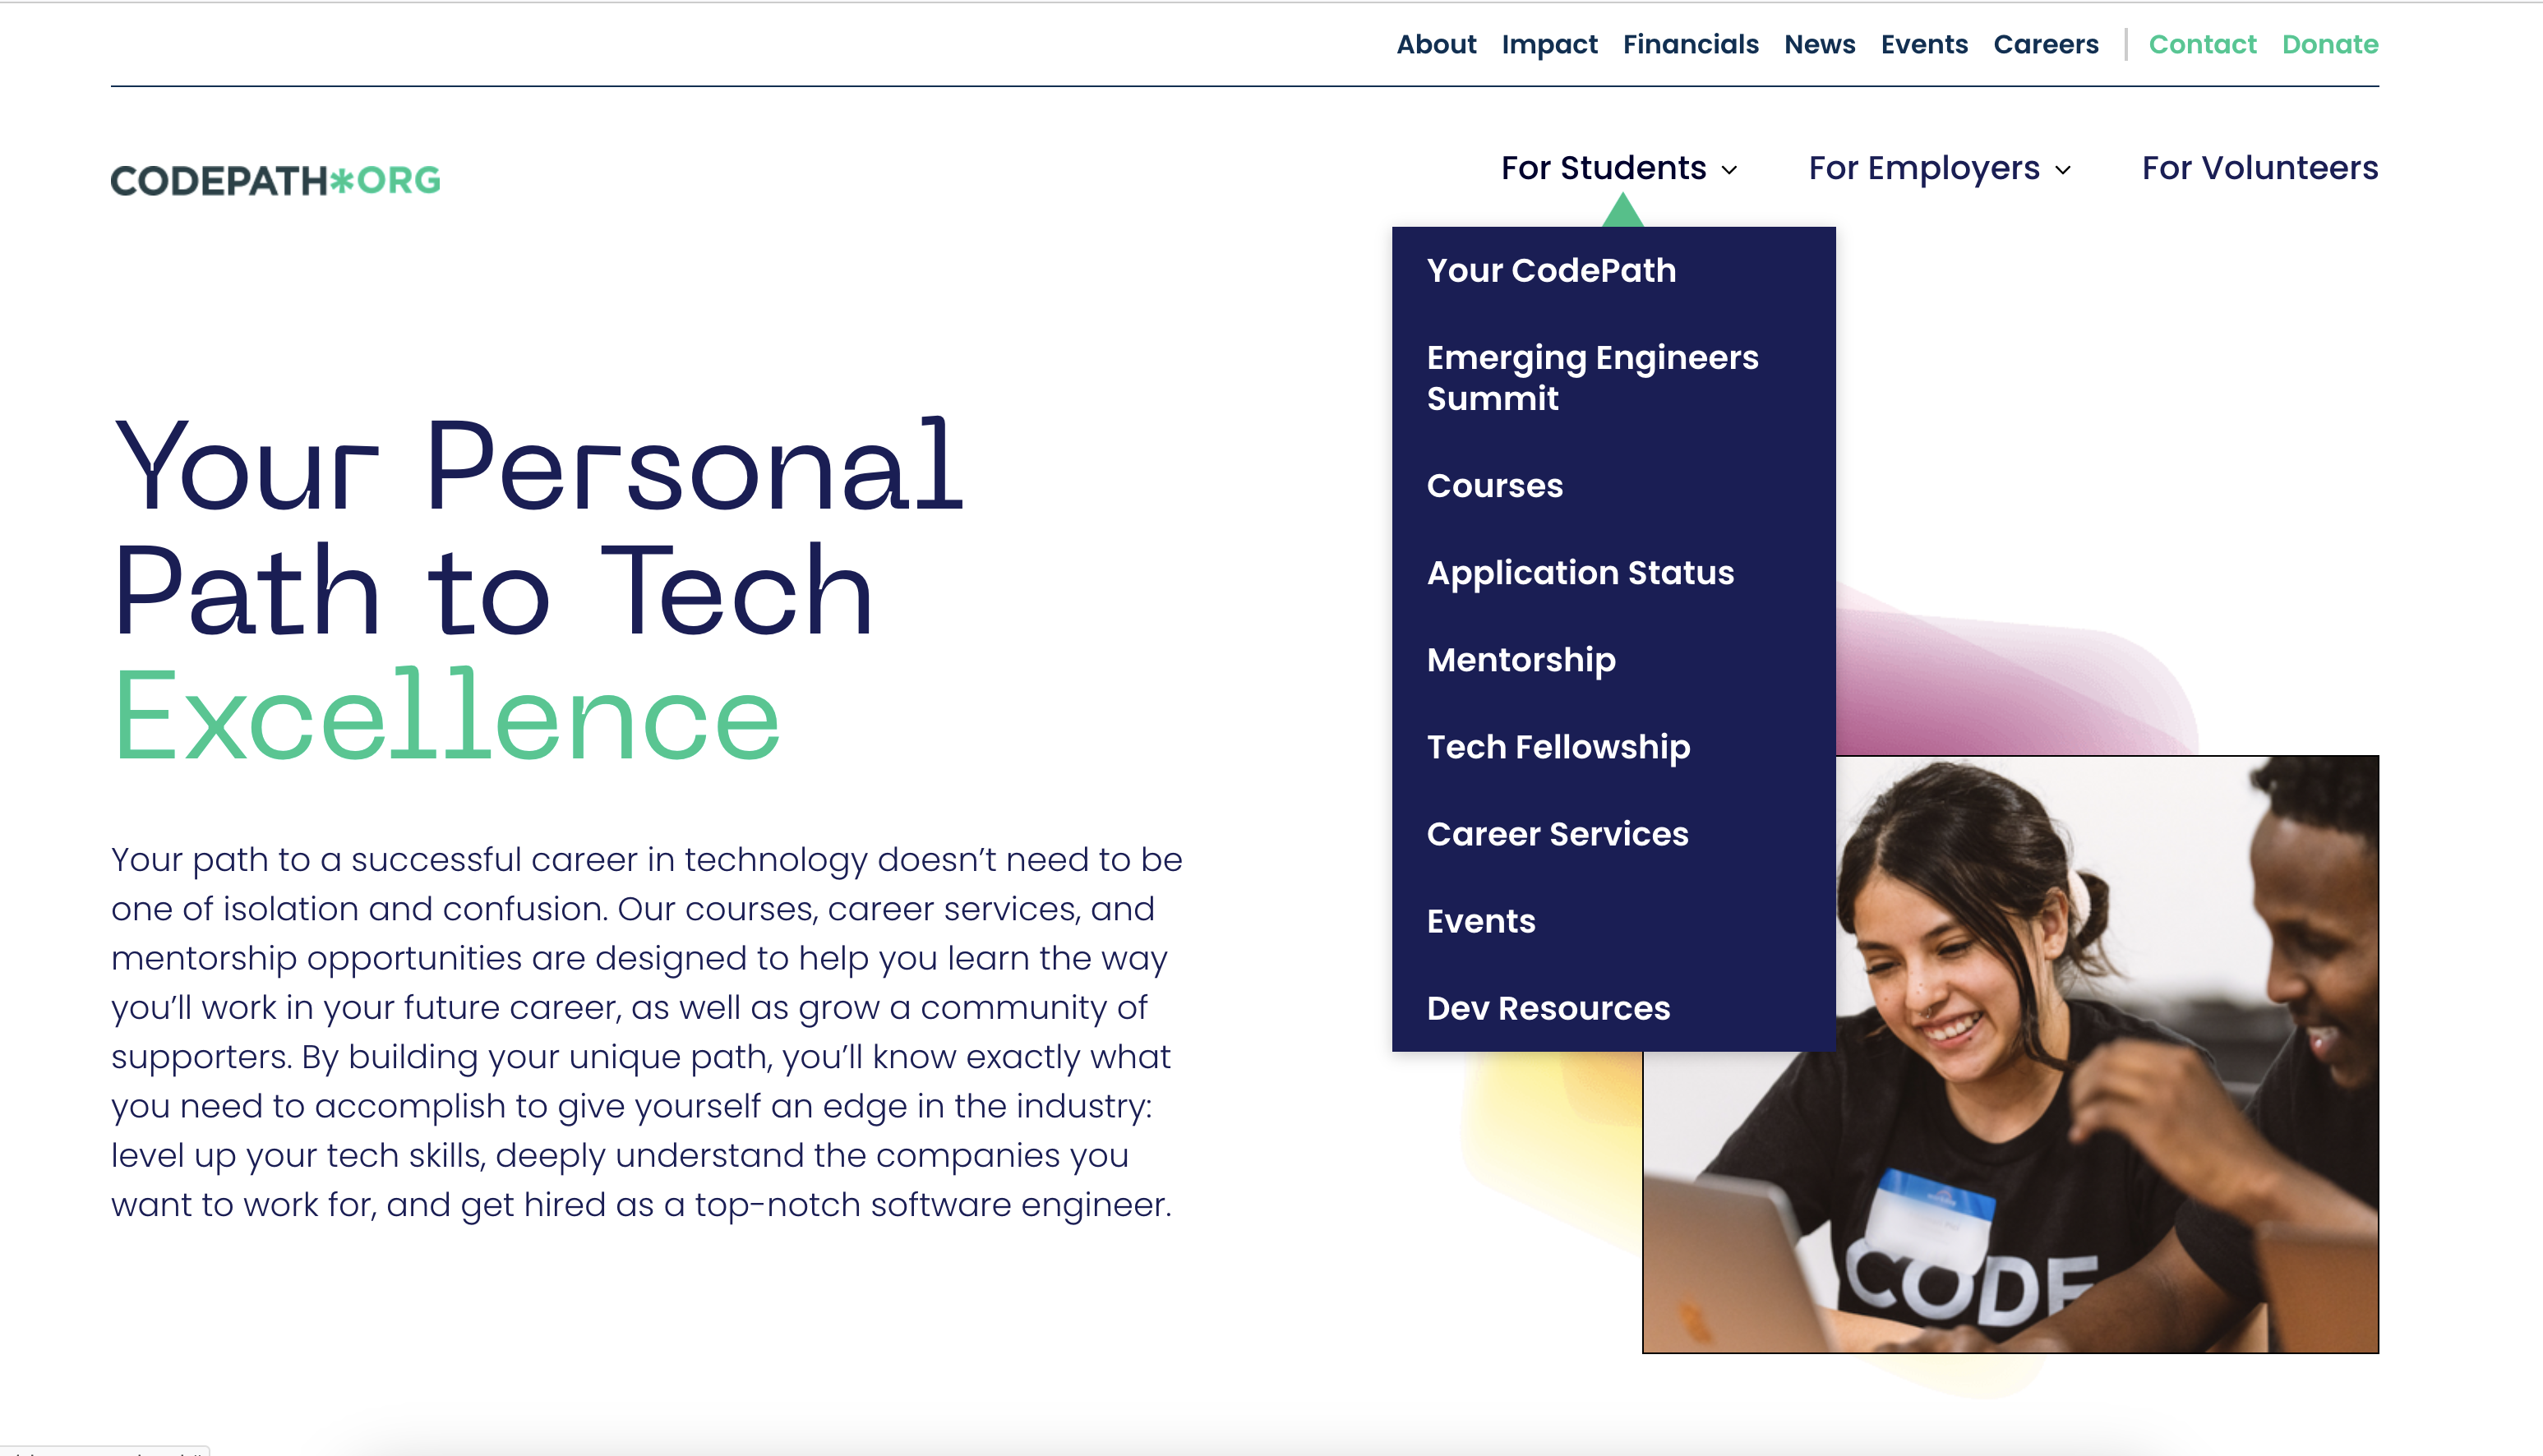 About Impact Financials News Events Careers Contact Donate
CODEPATH*ORG
For Students For Employers For Volunteers
Your CodePath
Emerging Engineers
Summit
Courses
Application Status
Mentorship
Tech Fellowship
Career Services
Events
Dev Resources
Your Personal
Path to Tech
Excellence
Your path to a successful career in technology doesn’t need to be
one of isolation and confusion. Our courses, career services, and
mentorship opportunities are designed to help you learn the way
you’ll work in your future career, as well as grow a community of
supporters. By building your unique path, you’ll know exactly what
you need to accomplish to give yourself an edge in the industry:
level up your tech skills, deeply understand the companies you
want to work for, and get hired as a top-notch software engineer.
CODE